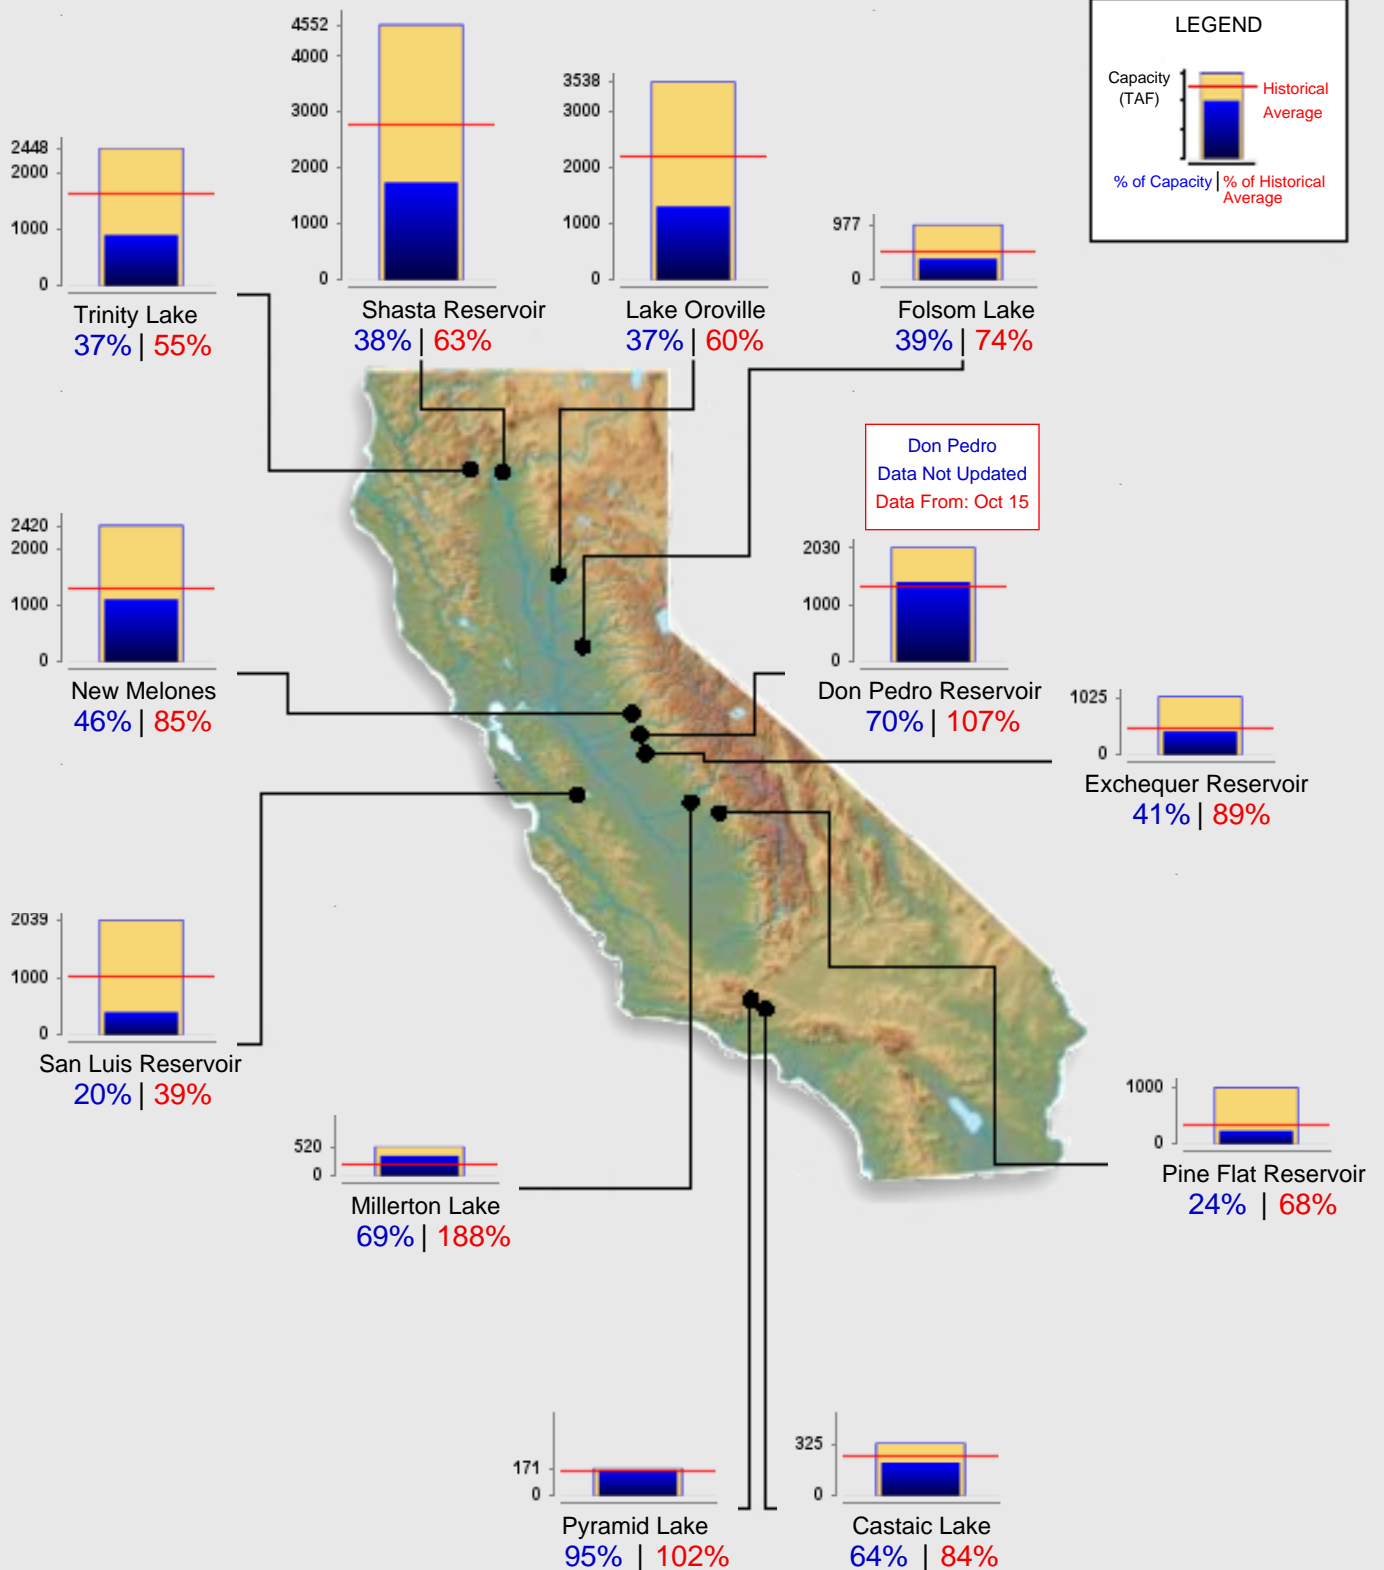 4552
4000
3000
2000
1000
0
Shasta Reservoir
38% | 63%
3538
3000
2000
1000
0
Lake Oroville
37% | 60%
LEGEND
Capacity
(TAF)
Historical
Average
% of Capacity | % of Historical
Average
2448
2000
1000
0
Trinity Lake
37% | 55%
977
0
Folsom Lake
39% | 74%
Don Pedro
Data Not Updated
Data From: Oct 15
2420
2000
1000
0
New Melones
46% | 85%
2030
1000
0
Don Pedro Reservoir
70% | 107%
1025
0
Exchequer Reservoir
41% | 89%
2039
1000
0
San Luis Reservoir
20% | 39%
520
0
Millerton Lake
69% | 188%
1000
0
Pine Flat Reservoir
24% | 68%
171
0
Pyramid Lake
95% | 102%
325
0
Castaic Lake
64% | 84%